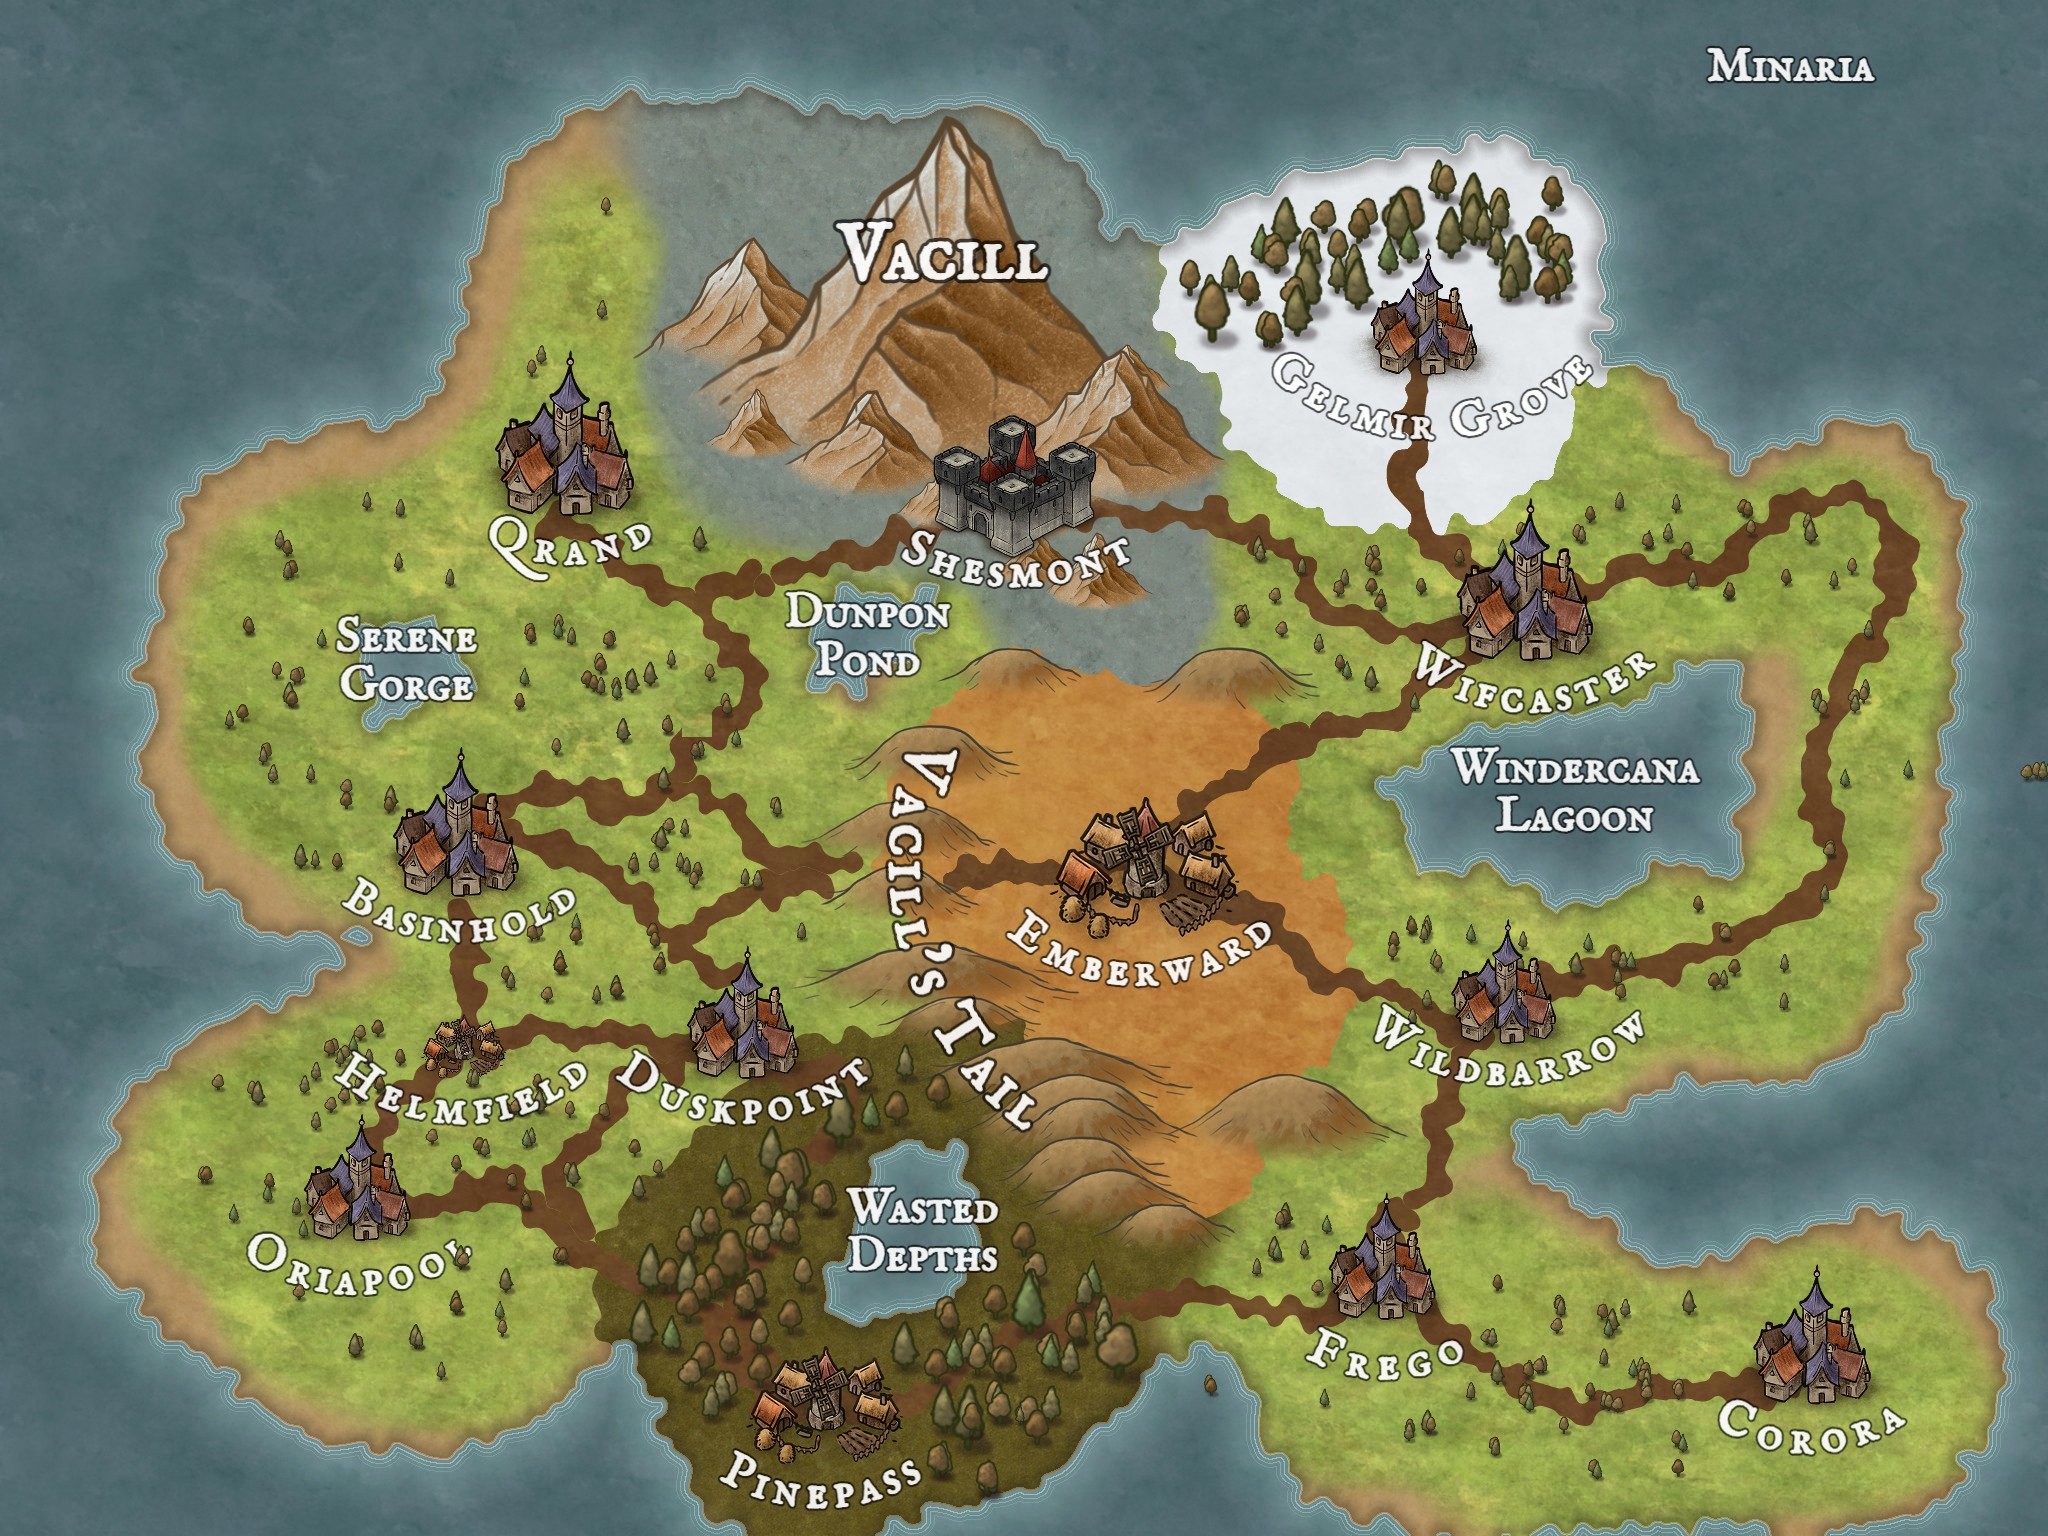 Minaria
Vacill
Gelmir Grove
Qrand
Shesmont
Dunpon
Pond
Serene
Gorge
Wifcaster
Windercana
Lagoon
Vacill's Tail
Basinhold
Emberward
Wildbarrow
Helmfield
Duskpoint
Wasted
Depths
Oriapool
Frego
Corora
Pinepass